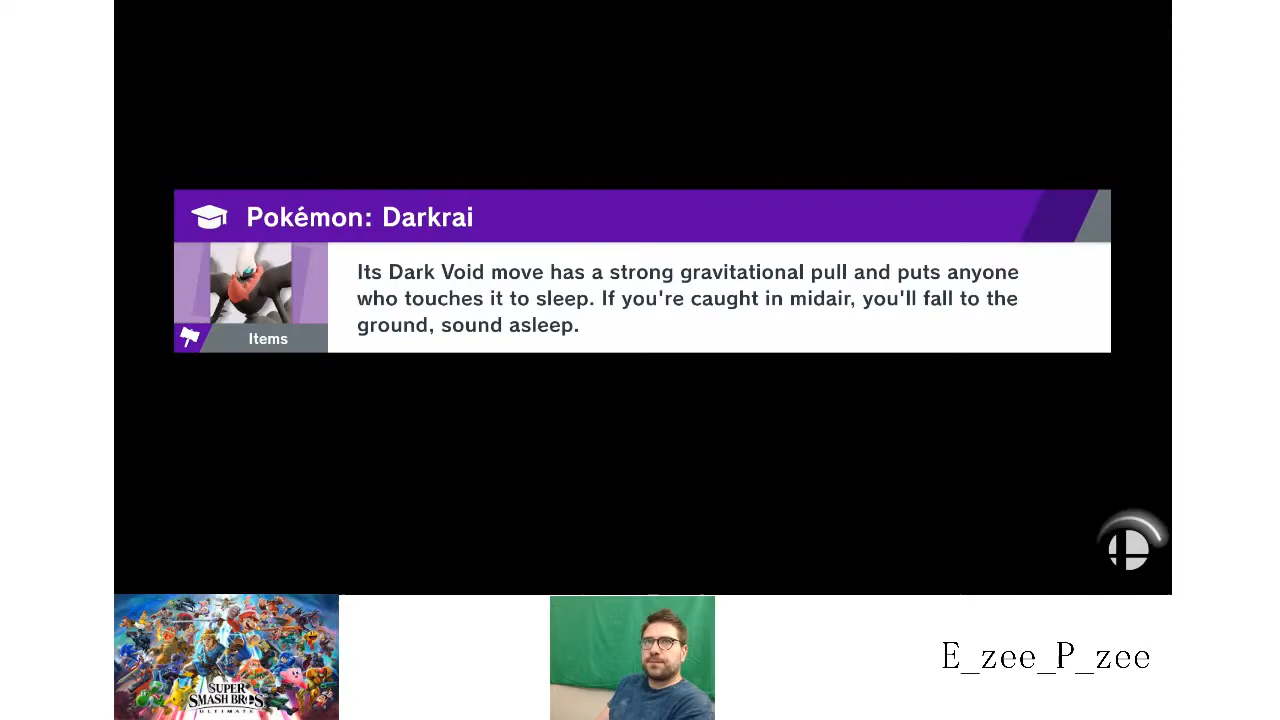 Pokémon: Darkrai
Its Dark Void move has a strong gravitational pull and puts anyone
who touches it to sleep. If you're caught in midair, you'll fall to the
ground, sound asleep.
Items
SUPER
SMASH BROS.
ULTIMATE
E_zee_P_zee